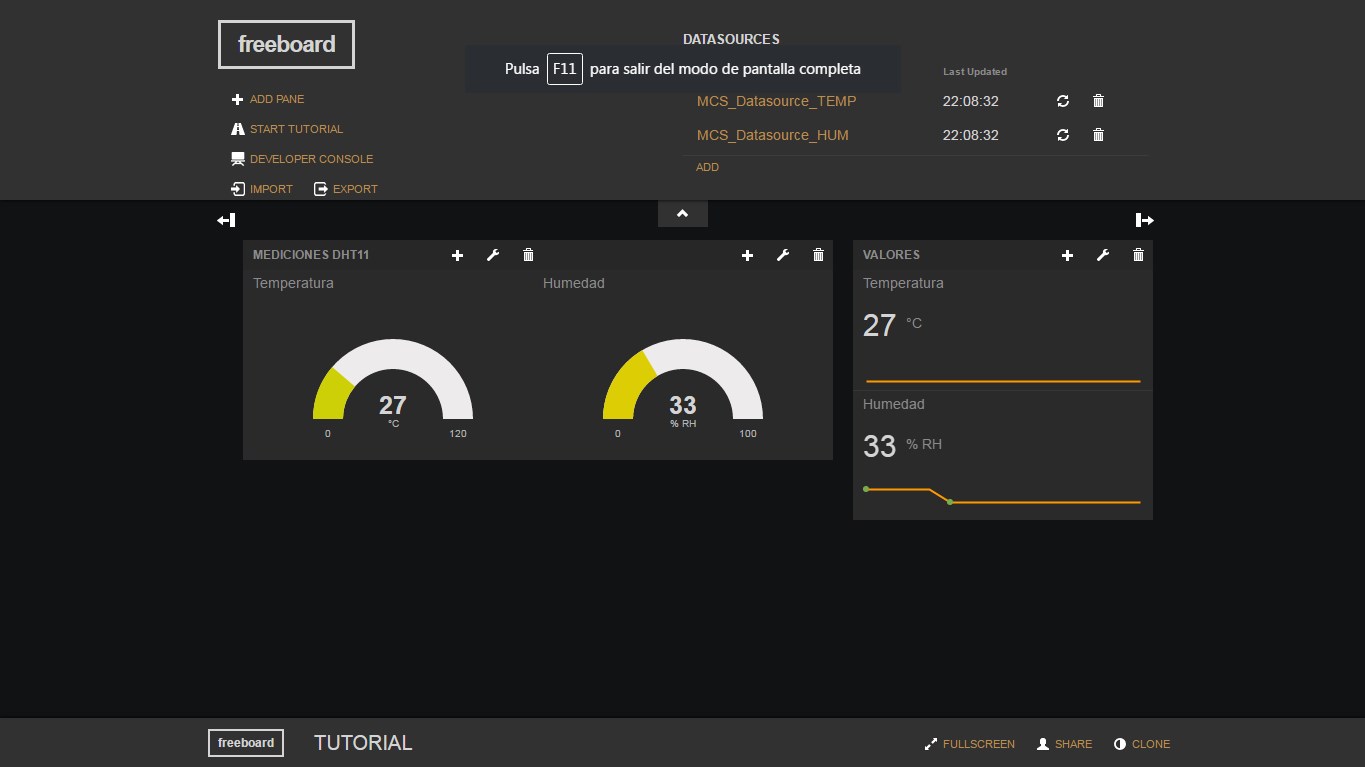 freeboard
ADD PANE
START TUTORIAL
DEVELOPER CONSOLE
IMPORT EXPORT
DATASOURCES
Pulsa F11 para salir del modo de pantalla completa
Last Updated
MCS_Datasource_TEMP 22:08:32
MCS_Datasource_HUM 22:08:32
ADD
MEDICIONES DHT11
Temperatura
27
°C
0 120
Humedad
33
% RH
0 100
VALORES
Temperatura
27 °C
Humedad
33 % RH
freeboard TUTORIAL
FULLSCREEN SHARE CLONE